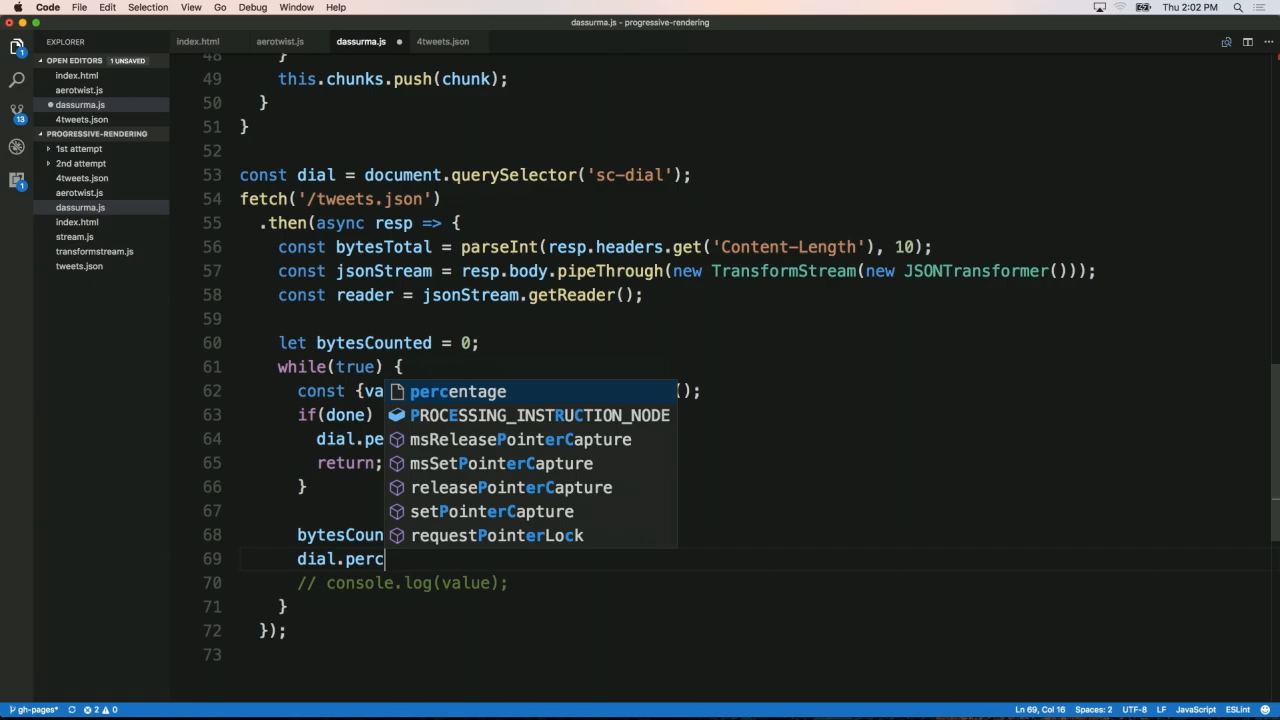 Code File Edit Selection View Go Debug Window Help Thu 2:02 PM
dassurma.js - progressive-rendering
EXPLORER
index.html aerotwist.js dassurma.js 4tweets.json
OPEN EDITORS 1 UNSAVED
index.html
aerotwist.js
dassurma.js
4tweets.json
PROGRESSIVE-RENDERING
1st attempt
2nd attempt
4tweets.json
aerotwist.js
dassurma.js
index.html
stream.js
transformstream.js
tweets.json
1
13
1
48 }
49 this.chunks.push(chunk);
50 }
51 }
52
53 const dial = document.querySelector('sc-dial');
54 fetch('/tweets.json')
55 .then(async resp => {
56 const bytesTotal = parseInt(resp.headers.get('Content-Length'), 10);
57 const jsonStream = resp.body.pipeThrough(new TransformStream(new JSONTransformer()));
58 const reader = jsonStream.getReader();
59
60 let bytesCounted = 0;
61 while(true) {
62 const {va ();
63 if(done)
64 dial.pe
65 return;
66 }
67
68 bytesCoun
69 dial.perc
70 // console.log(value);
71 }
72 });
73
percentage
PROCESSING_INSTRUCTION_NODE
msReleasePointerCapture
msSetPointerCapture
releasePointerCapture
setPointerCapture
requestPointerLock
gh-pages* 2 0 Ln 69, Col 16 Spaces: 2 UTF-8 LF JavaScript ESLint